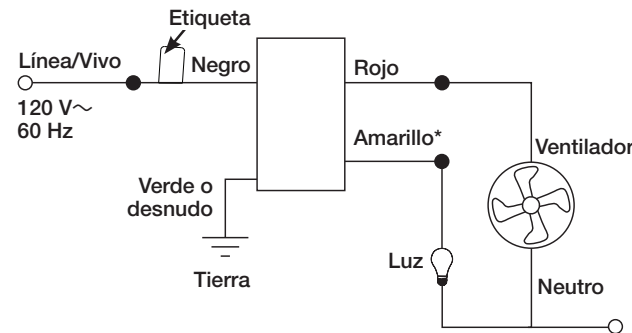 Etiqueta
Línea/Vivo
Negro
Rojo
120 V~
60 Hz
Amarillo*
Ventilador
Verde o
desnudo
Luz
Tierra
Neutro